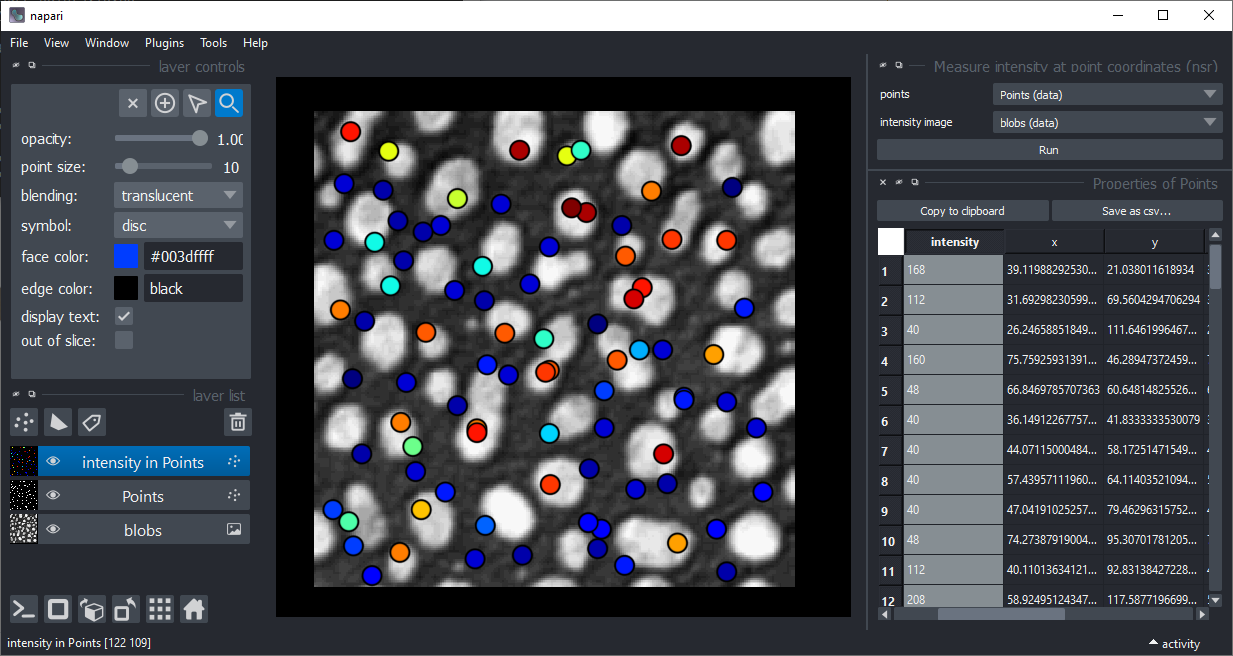 napari
File View Window Plugins Tools Help
layer controls
opacity: 1.00
point size: 10
blending: translucent
symbol: disc
face color: #003dffff
edge color: black
display text:
out of slice:
layer list
intensity in Points
Points
blobs
intensity in Points [122 109]
Measure intensity at point coordinates (nsr)
points Points (data)
intensity image blobs (data)
Run
Properties of Points
Copy to clipboard Save as csv...
intensity x y
1 168 39.11988292530... 21.038011618934
2 112 31.69298230599... 69.5604294706294
3 40 26.24658851849... 111.6461996467...
4 160 75.75925931391... 46.28947372459...
5 48 66.8469785707363 60.64814825526...
6 40 36.14912267757... 41.8333333530079
7 40 44.07115000484... 58.17251471549...
8 40 57.43957111960... 64.11403521094...
9 40 47.04191025257... 79.46296315752...
10 48 74.27387919004... 95.30701781205...
11 112 40.11013634121... 92.83138427228...
12 208 58.92495124347... 117.5877196699...
activity